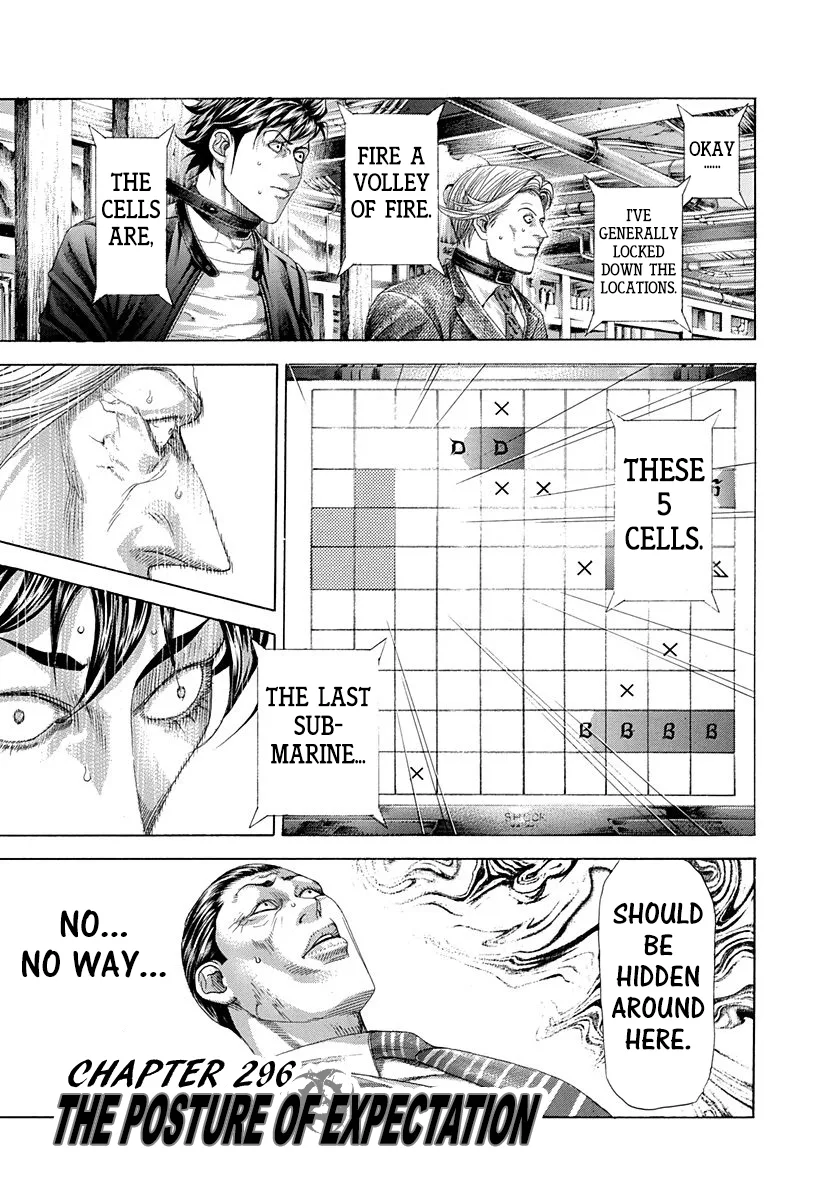 OKAY
......
I'VE
GENERALLY
LOCKED
DOWN THE
LOCATIONS.
FIRE A
VOLLEY
OF FIRE.
THE
CELLS
ARE,
THESE
5
CELLS.
×
D D
× ×
×
×
×
B B B B
×
THE LAST
SUB-
MARINE...
SHOULD
BE
HIDDEN
AROUND
HERE.
NO...
NO WAY...
CHAPTER 296
THE POSTURE OF EXPECTATION